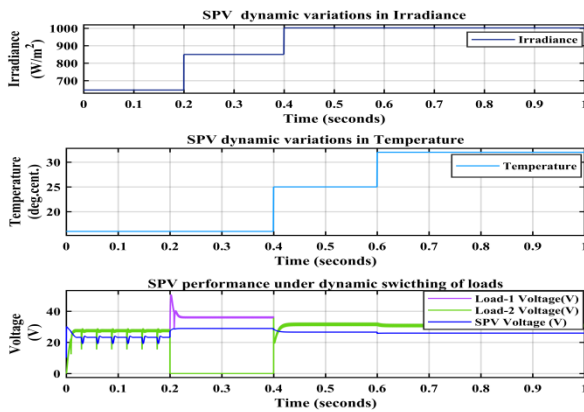 SPV dynamic variations in Irradiance
Irradiance
(W/m²)
1000
900
800
700
Irradiance
0 0.1 0.2 0.3 0.4 0.5 0.6 0.7 0.8 0.9 1
Time (seconds)
SPV dynamic variations in Temperature
Temperature
(deg.cent.)
30
25
20
Temperature
0 0.1 0.2 0.3 0.4 0.5 0.6 0.7 0.8 0.9 1
Time (seconds)
SPV performance under dynamic swicthing of loads
Voltage
(V)
40
20
0
Load-1 Voltage(V)
Load-2 Voltage(V)
SPV Voltage (V)
0 0.1 0.2 0.3 0.4 0.5 0.6 0.7 0.8 0.9 1
Time (seconds)